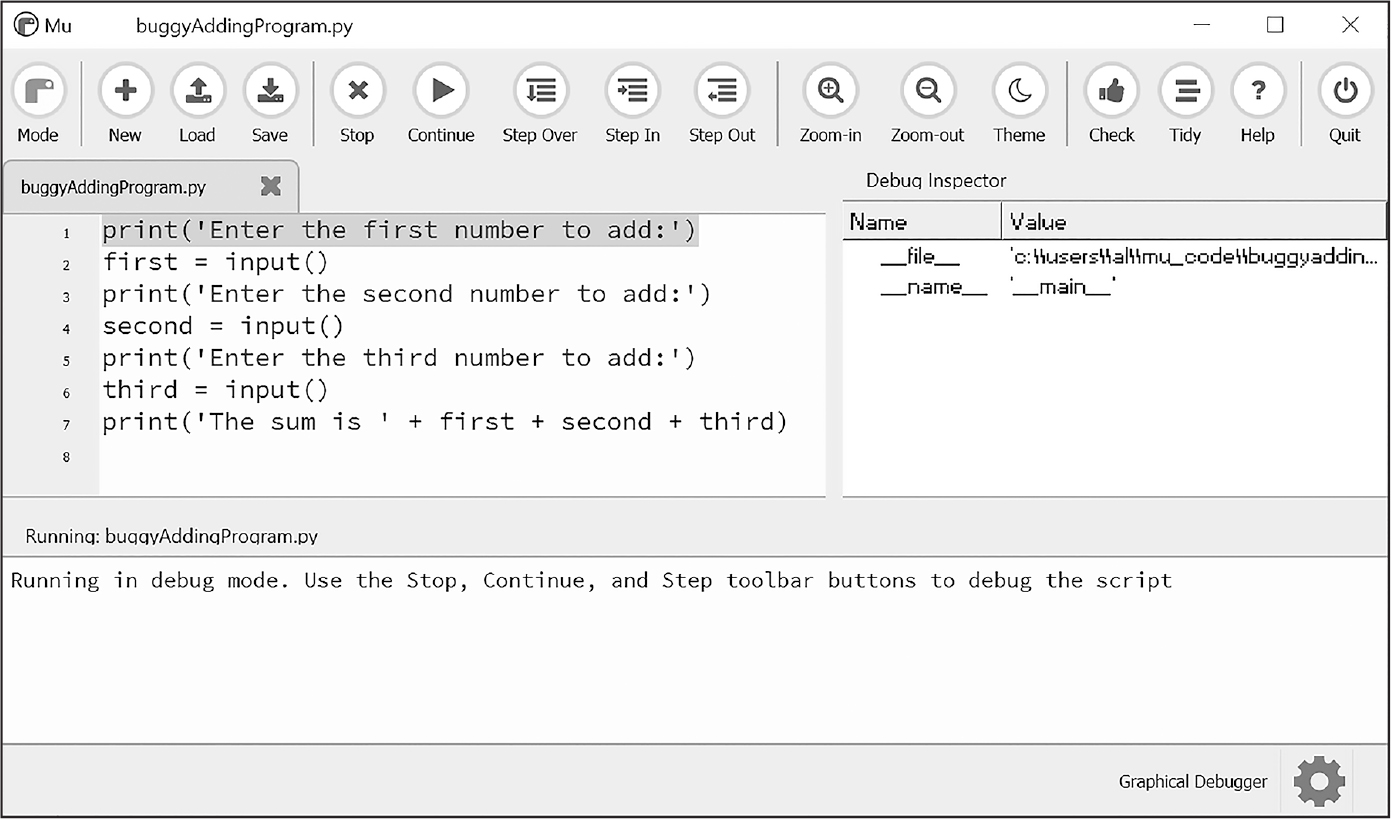 Mu buggyAddingProgram.py
Mode New Load Save Stop Continue Step Over Step In Step Out Zoom-in Zoom-out Theme Check Tidy Help Quit
buggyAddingProgram.py
Debug Inspector
Name Value
__file__ 'c:\\users\\al\\mu_code\\buggyaddin...
__name__ '__main__'
1 print('Enter the first number to add:')
2 first = input()
3 print('Enter the second number to add:')
4 second = input()
5 print('Enter the third number to add:')
6 third = input()
7 print('The sum is ' + first + second + third)
8
Running: buggyAddingProgram.py
Running in debug mode. Use the Stop, Continue, and Step toolbar buttons to debug the script
Graphical Debugger